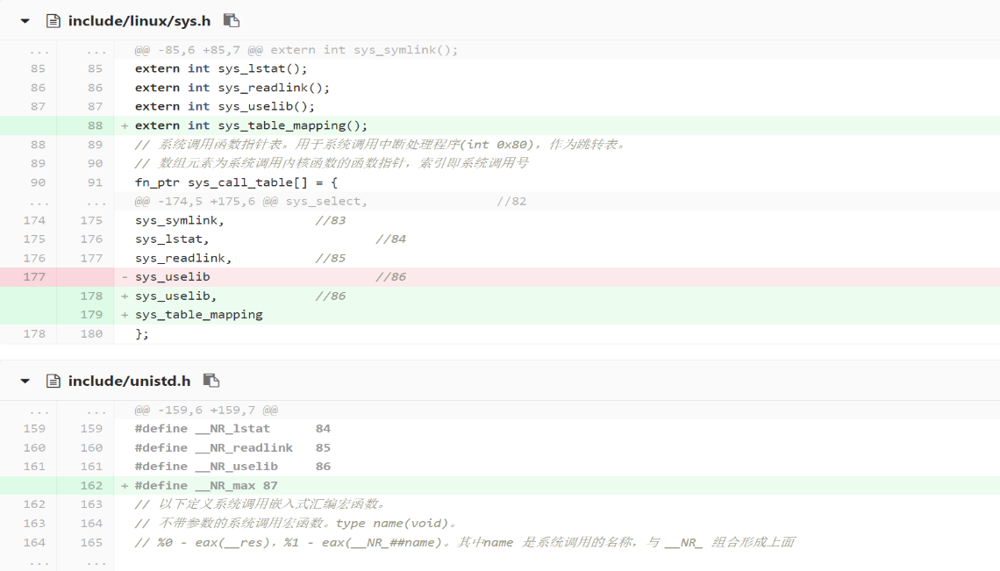 include/linux/sys.h
... ... @@ -85,6 +85,7 @@ extern int sys_symlink();
85 85 extern int sys_lstat();
86 86 extern int sys_readlink();
87 87 extern int sys_uselib();
88 + extern int sys_table_mapping();
88 89 // 系统调用函数指针表。用于系统调用中断处理程序(int 0x80)，作为跳转表。
89 90 // 数组元素为系统调用内核函数的函数指针，索引即系统调用号
90 91 fn_ptr sys_call_table[] = {
... ... @@ -174,5 +175,6 @@ sys_select, //82
174 175 sys_symlink, //83
175 176 sys_lstat, //84
176 177 sys_readlink, //85
177 - sys_uselib //86
178 + sys_uselib, //86
179 + sys_table_mapping
178 180 };
include/unistd.h
... ... @@ -159,6 +159,7 @@
159 159 #define __NR_lstat 84
160 160 #define __NR_readlink 85
161 161 #define __NR_uselib 86
162 + #define __NR_max 87
162 163 // 以下定义系统调用嵌入式汇编宏函数。
163 164 // 不带参数的系统调用宏函数。type name(void)。
164 165 // %0 - eax(__res)，%1 - eax(__NR_##name)。其中name 是系统调用的名称，与 __NR_ 组合形成上面
... ...